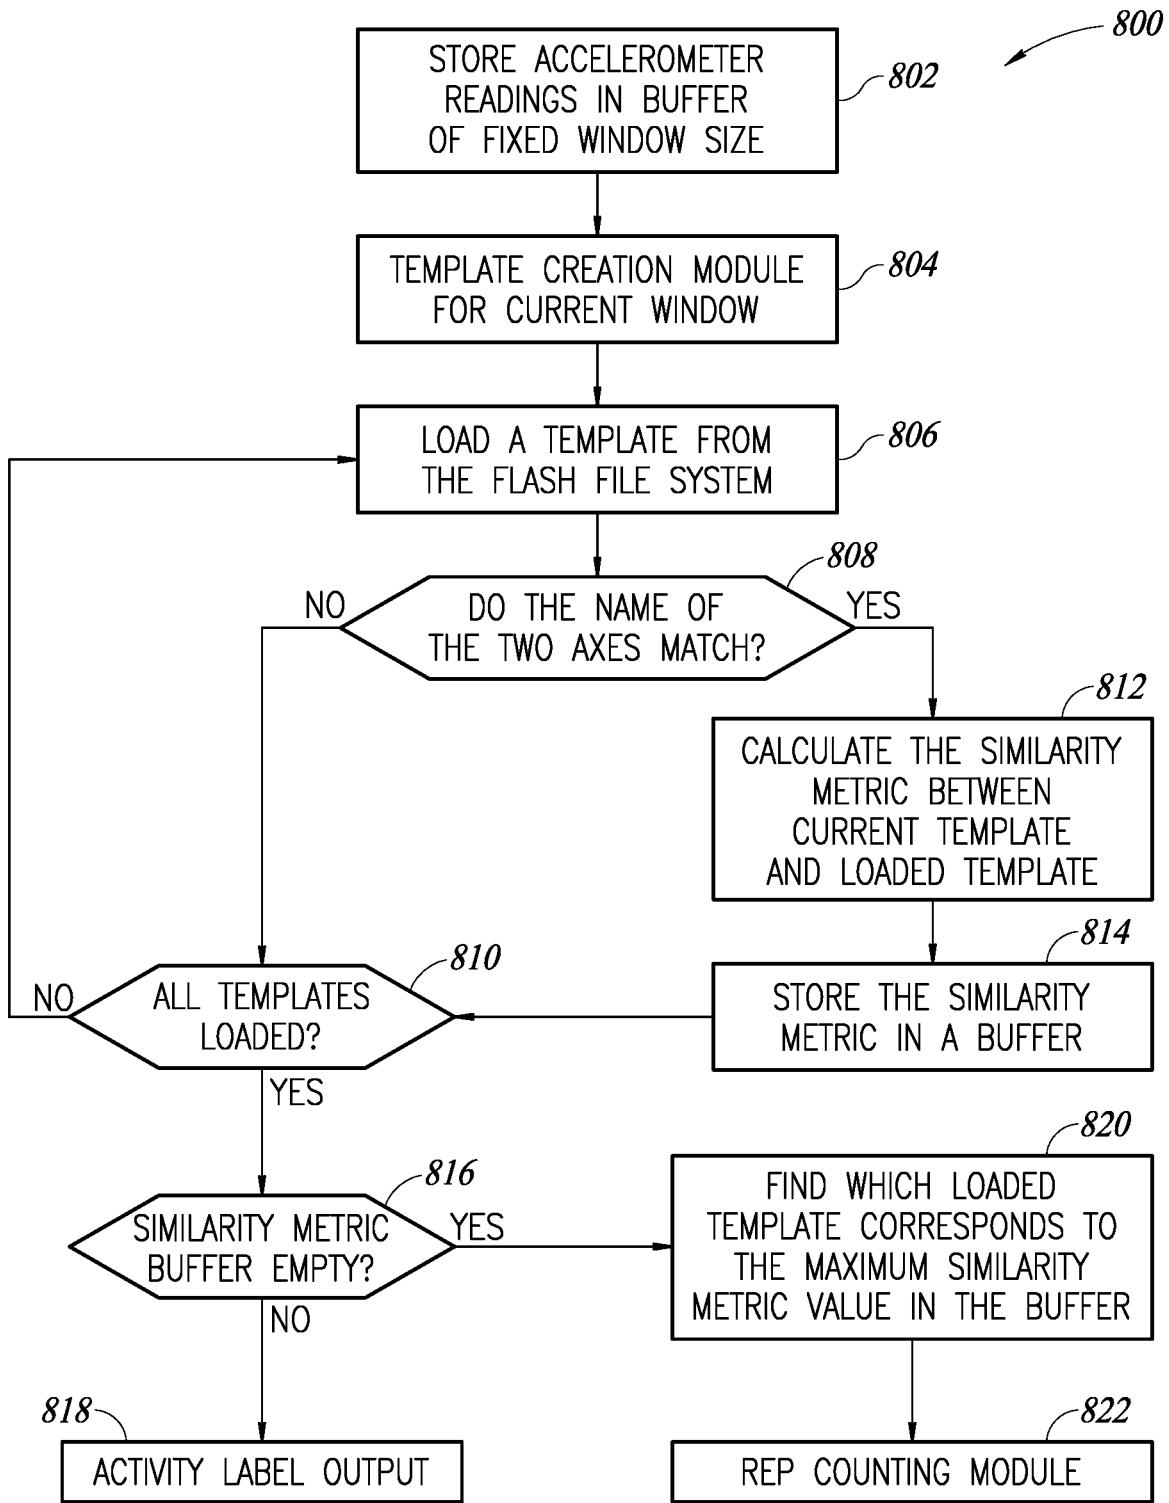 800
STORE ACCELEROMETER
READINGS IN BUFFER
OF FIXED WINDOW SIZE
802
TEMPLATE CREATION MODULE
FOR CURRENT WINDOW
804
LOAD A TEMPLATE FROM
THE FLASH FILE SYSTEM
806
808
NO
DO THE NAME OF
THE TWO AXES MATCH?
YES
812
CALCULATE THE SIMILARITY
METRIC BETWEEN
CURRENT TEMPLATE
AND LOADED TEMPLATE
810
814
NO
ALL TEMPLATES
LOADED?
STORE THE SIMILARITY
METRIC IN A BUFFER
YES
816
820
SIMILARITY METRIC
BUFFER EMPTY?
YES
FIND WHICH LOADED
TEMPLATE CORRESPONDS TO
THE MAXIMUM SIMILARITY
METRIC VALUE IN THE BUFFER
NO
818
822
ACTIVITY LABEL OUTPUT
REP COUNTING MODULE